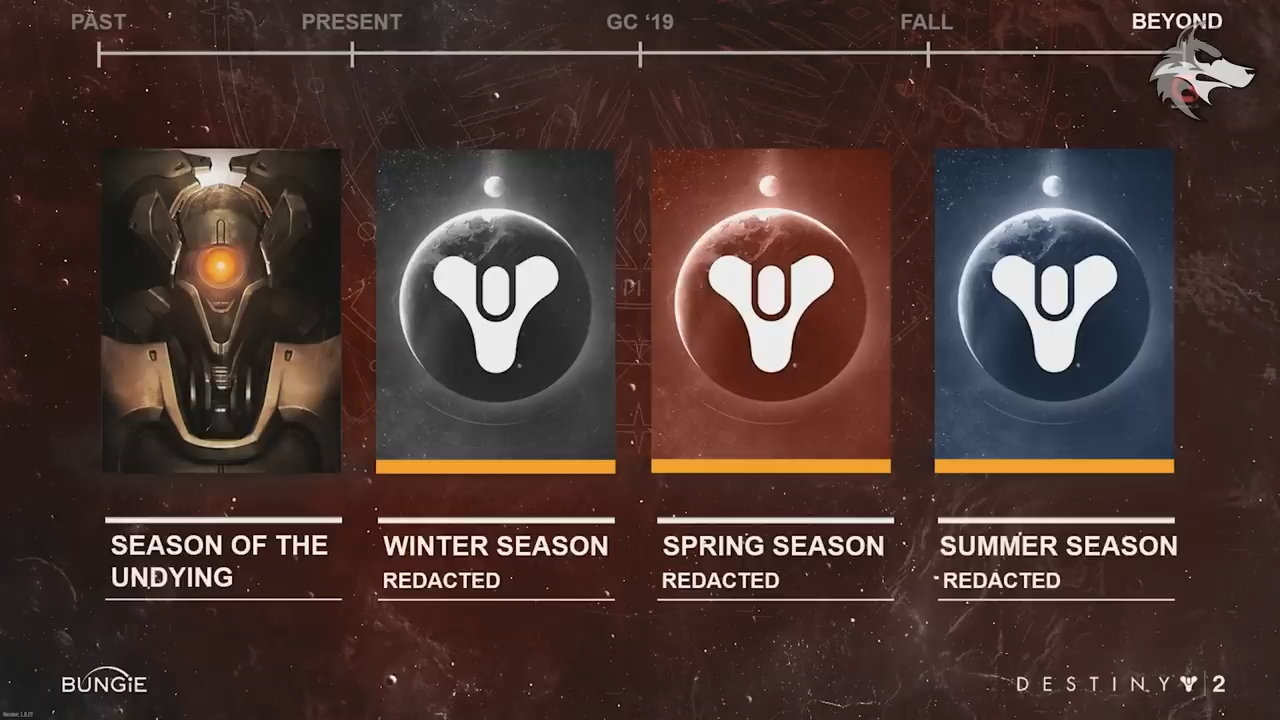 PAST
PRESENT
GC ‘19
FALL
BEYOND
SEASON OF THE
UNDYING
WINTER SEASON
REDACTED
SPRING SEASON
REDACTED
SUMMER SEASON
REDACTED
BUNGiE
DESTINY 2